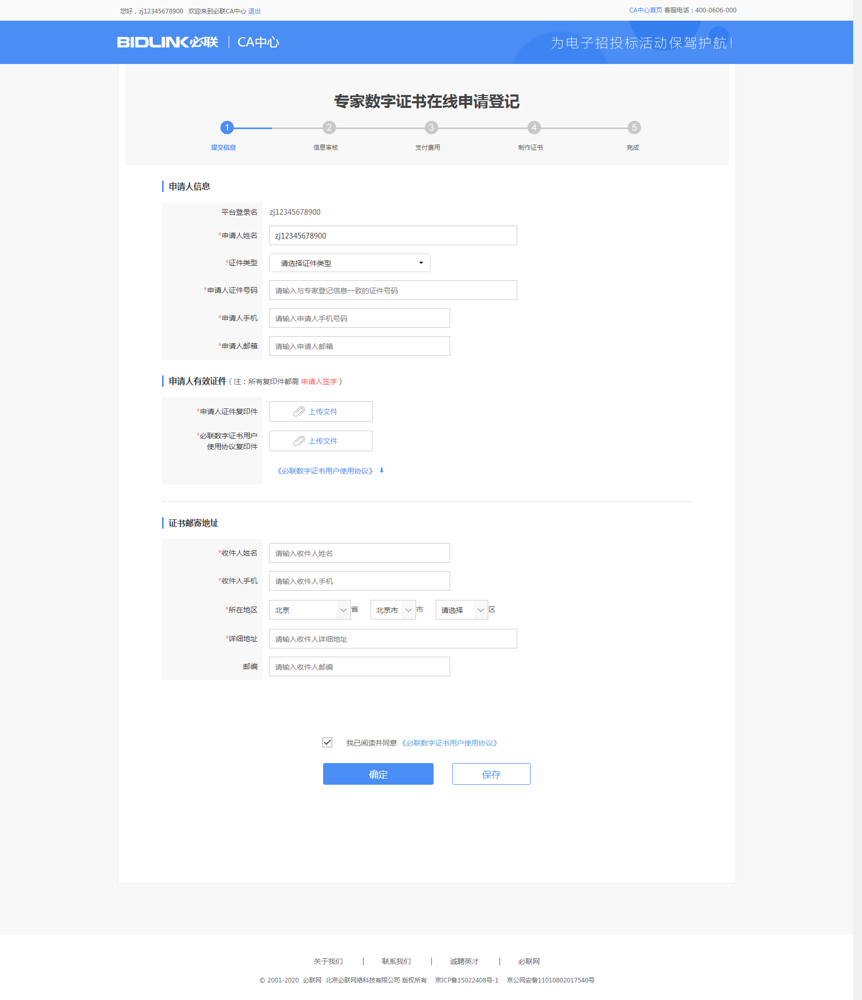 您好，zj12345678900 欢迎来到必联CA中心 退出
CA中心首页 客服电话：400-0606-000
BIDLINK必联 | CA中心
为电子招投标活动保驾护航！
专家数字证书在线申请登记
1 2 3 4 5
提交信息 信息审核 支付费用 制作证书 完成
申请人信息
平台登录名 zj12345678900
*申请人姓名 zj12345678900
*证件类型 请选择证件类型
*申请人证件号码 请输入与专家登记信息一致的证件号码
*申请人手机 请输入申请人手机号码
*申请人邮箱 请输入申请人邮箱
申请人有效证件（注：所有复印件都需 申请人签字 ）
*申请人证件复印件 上传文件
*必联数字证书用户
使用协议复印件 上传文件
《必联数字证书用户使用协议》
证书邮寄地址
*收件人姓名 请输入收件人姓名
*收件人手机 请输入收件人手机
*所在地区 北京 省 北京市 市 请选择 区
*详细地址 请输入收件人详细地址
邮编 请输入收件人邮编
我已阅读并同意 《必联数字证书用户使用协议》
确定 保存
关于我们 | 联系我们 | 诚聘英才 | 必联网
© 2001-2020 必联网 北京必联网络科技有限公司 版权所有 京ICP备15022408号-1 京公网安备11010802017540号